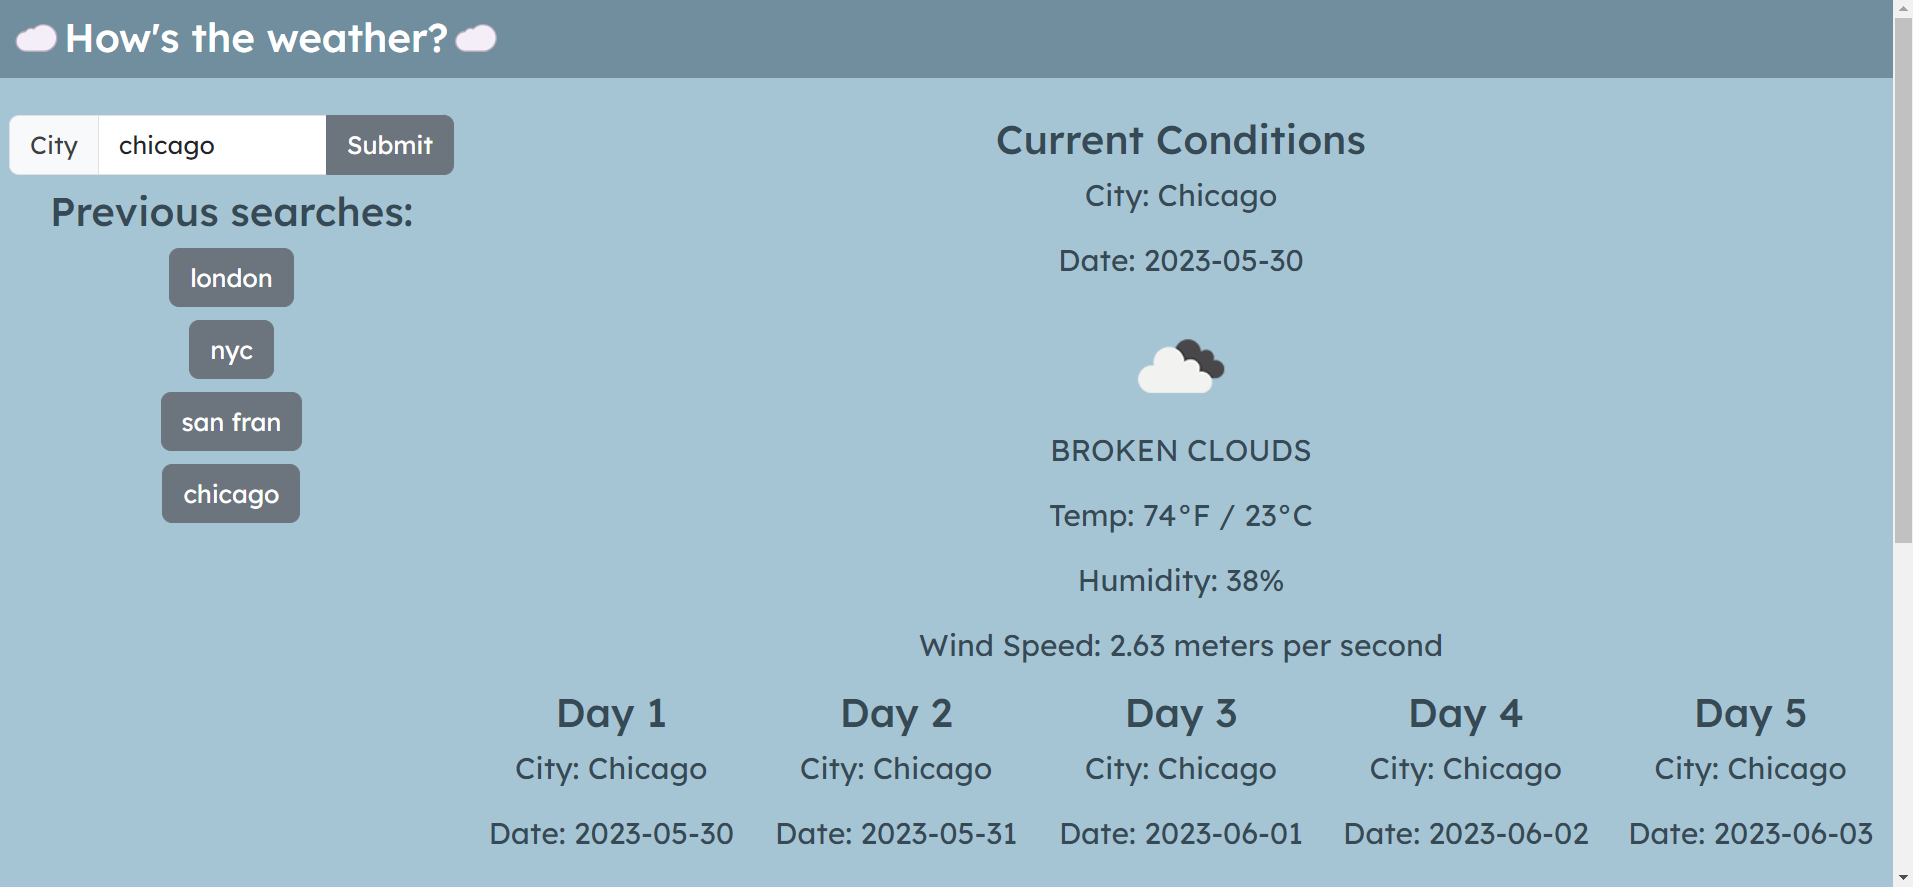 How's the weather?
City chicago Submit
Previous searches:
london
nyc
san fran
chicago
Current Conditions
City: Chicago
Date: 2023-05-30
BROKEN CLOUDS
Temp: 74°F / 23°C
Humidity: 38%
Wind Speed: 2.63 meters per second
Day 1
City: Chicago
Date: 2023-05-30
Day 2
City: Chicago
Date: 2023-05-31
Day 3
City: Chicago
Date: 2023-06-01
Day 4
City: Chicago
Date: 2023-06-02
Day 5
City: Chicago
Date: 2023-06-03